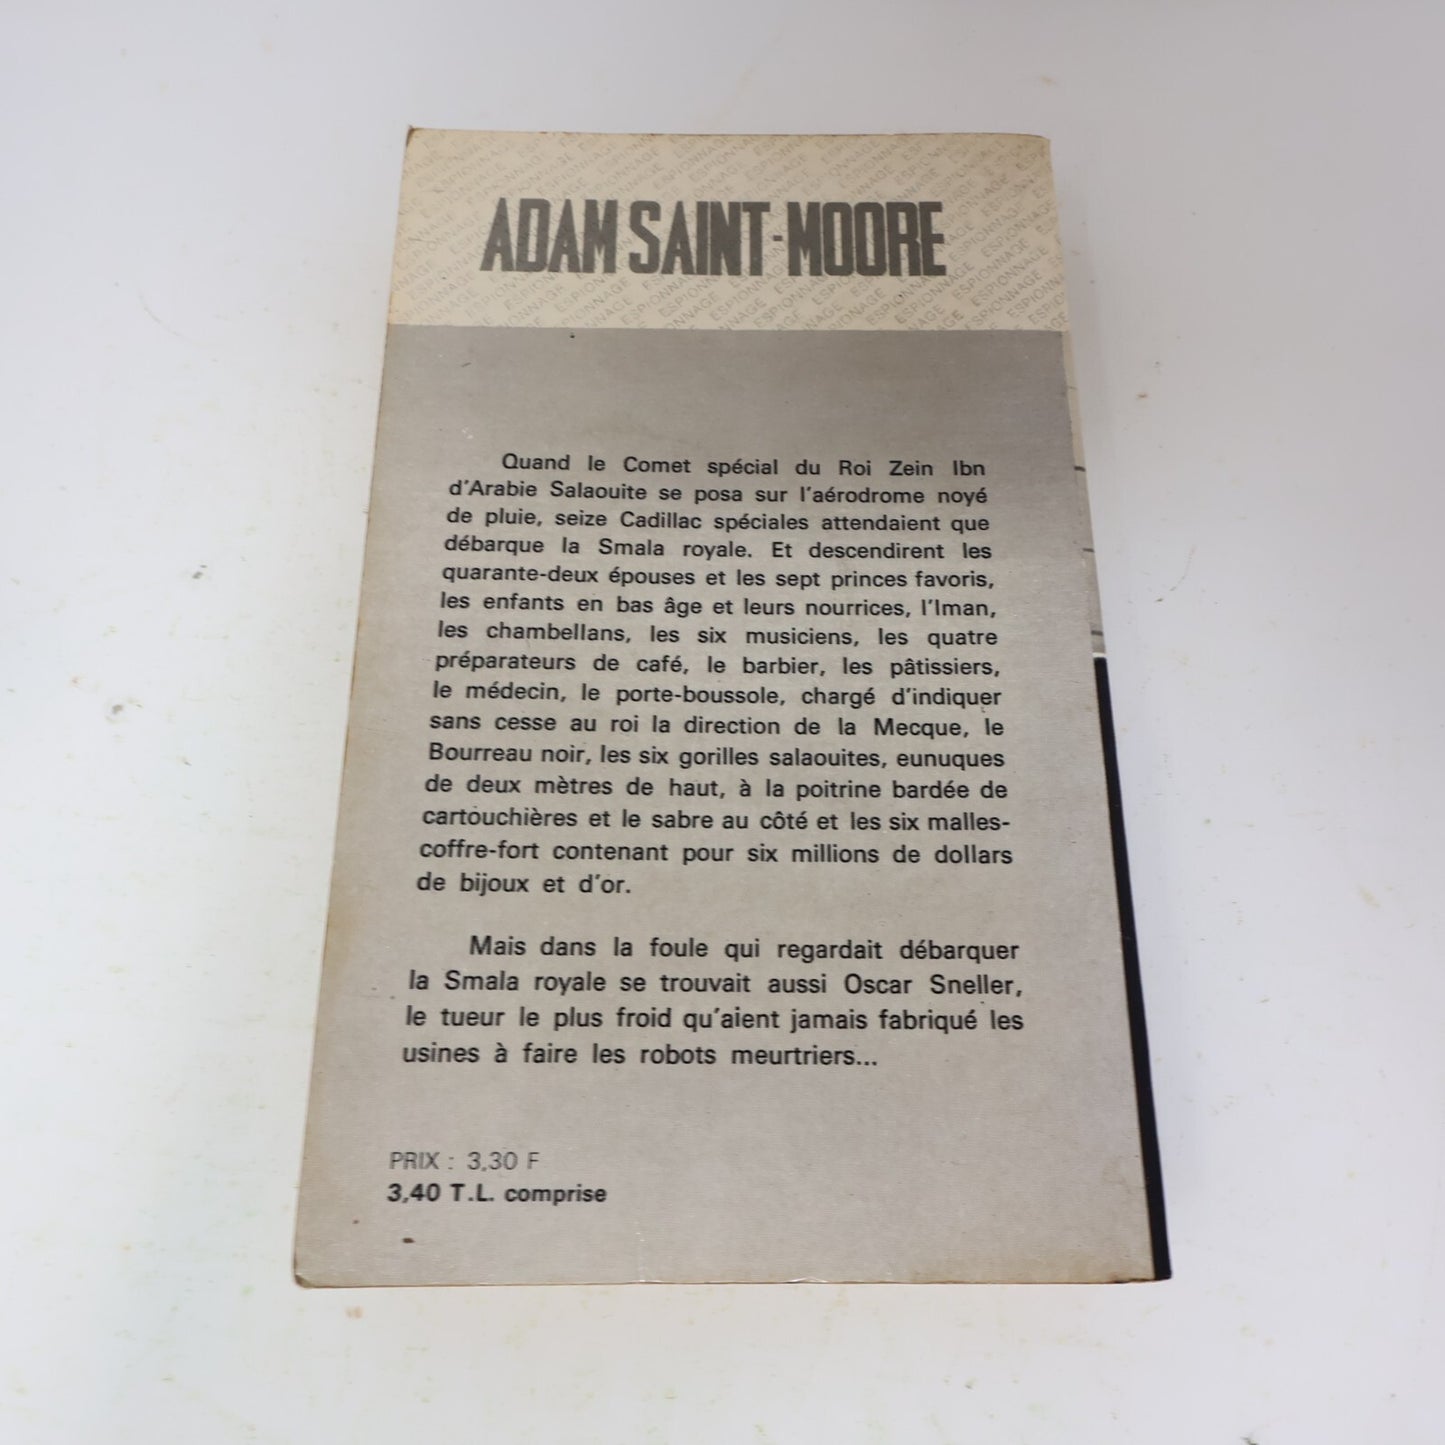 ADAM SAINT-MOORE
Quand le Comet spécial du Roi Zein Ibn
d'Arabie Salaouite se posa sur l'aérodrome noyé
de pluie, seize Cadillac spéciales attendaient que
débarque la Smala royale. Et descendirent les
quarante-deux épouses et les sept princes favoris,
les enfants en bas âge et leurs nourrices, l'Iman,
les chambellans, les six musiciens, les quatre
préparateurs de café, le barbier, les pâtissiers,
le médecin, le porte-boussole, chargé d'indiquer
sans cesse au roi la direction de la Mecque, le
Bourreau noir, les six gorilles salaouites, eunuques
de deux mètres de haut, à la poitrine bardée de
cartouchières et le sabre au côté et les six malles-
coffre-fort contenant pour six millions de dollars
de bijoux et d'or.
Mais dans la foule qui regardait débarquer
la Smala royale se trouvait aussi Oscar Sneller,
le tueur le plus froid qu'aient jamais fabriqué les
usines à faire les robots meurtriers...
PRIX : 3,30 F
3,40 T.L. comprise